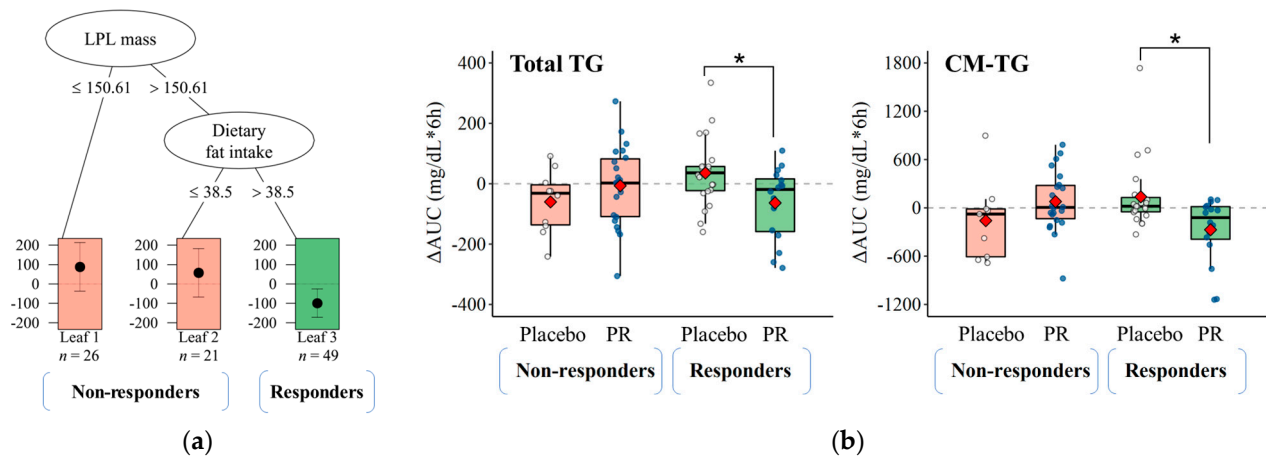 LPL mass
≤ 150.61
> 150.61
Dietary
fat intake
≤ 38.5
> 38.5
200
100
0
-100
-200
Leaf 1
n = 26
200
100
0
-100
-200
Leaf 2
n = 21
200
100
0
-100
-200
Leaf 3
n = 49
Non-responders
Responders
(a)
Total TG
ΔAUC (mg/dL*6h)
400
200
0
-200
-400
*
Placebo
PR
Placebo
PR
Non-responders
Responders
CM-TG
ΔAUC (mg/dL*6h)
1800
1200
600
0
-600
-1200
*
Placebo
PR
Placebo
PR
Non-responders
Responders
(b)